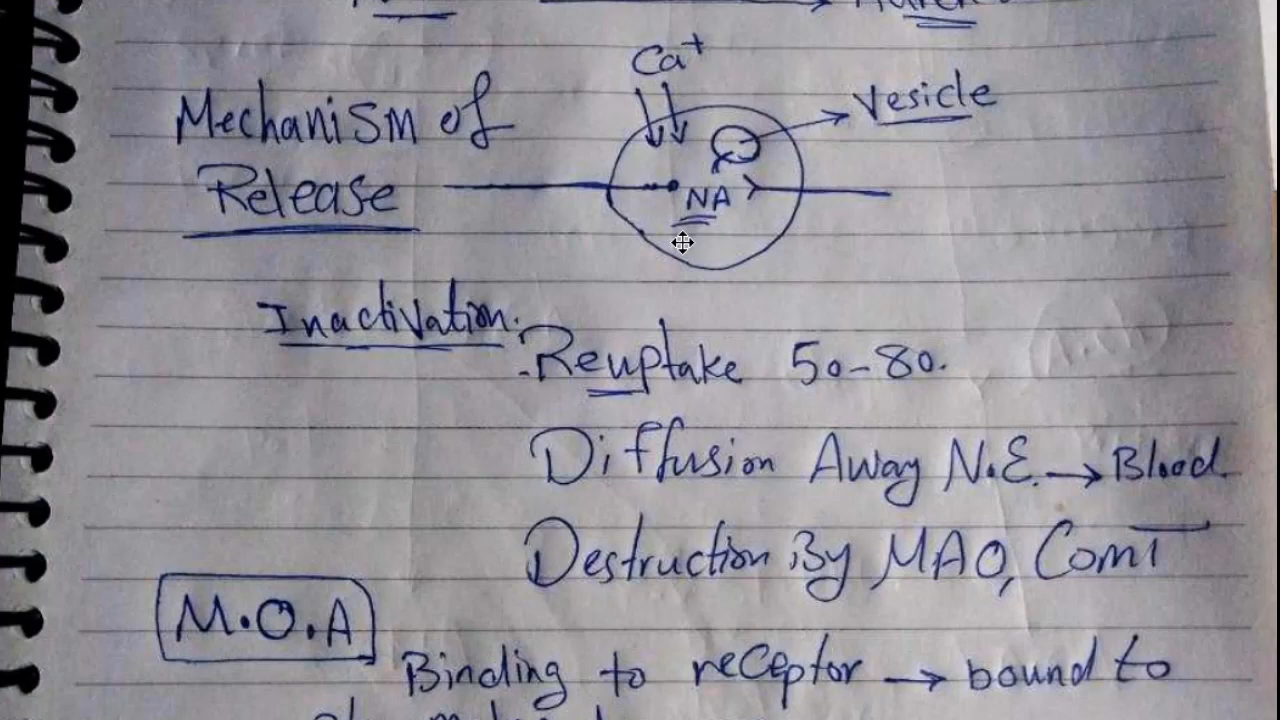 Ca+
Mechanism of
Vesicle
Release
NA
Inactivation.
-Reuptake 50-80.
Diffusion Away N.E. → Blood
Destruction By MAO, ComT
M.O.A
Binding to receptor → bound to